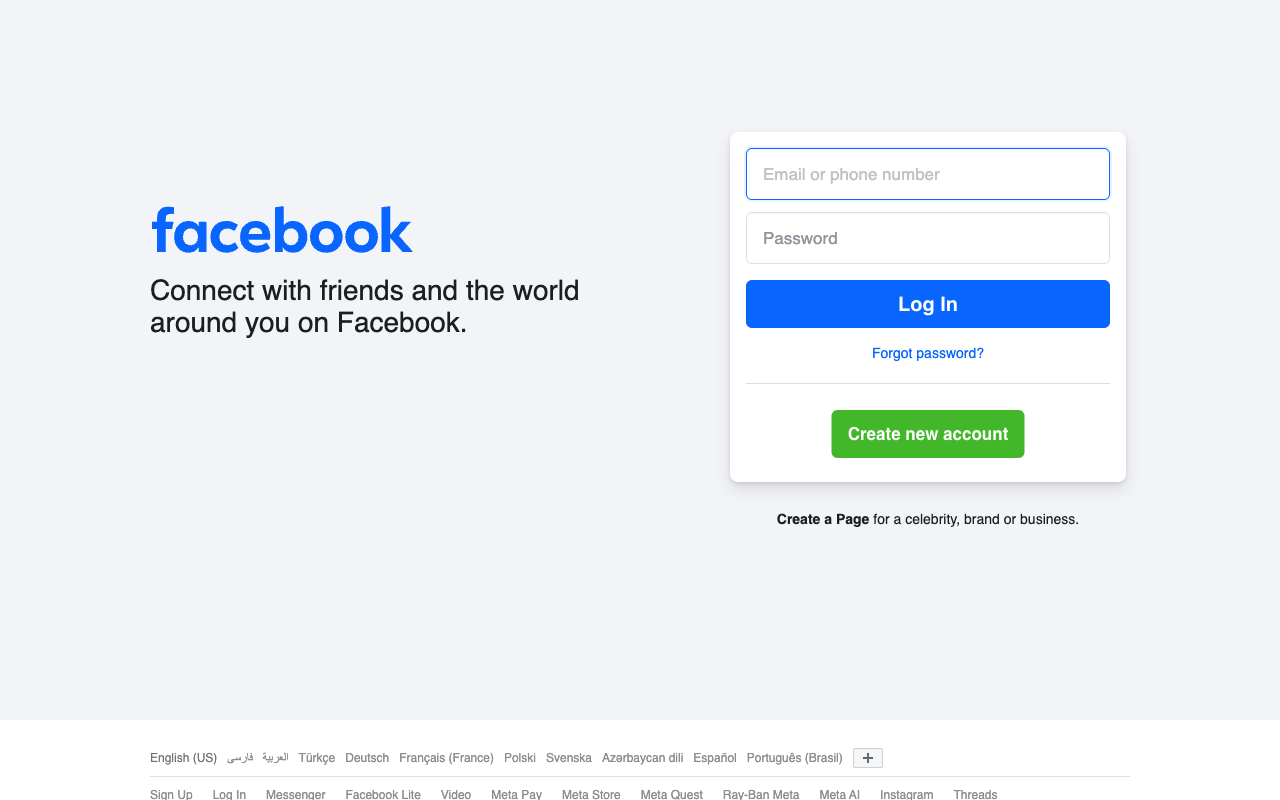 facebook
Connect with friends and the world
around you on Facebook.
Email or phone number
Password
Log In
Forgot password?
Create new account
Create a Page for a celebrity, brand or business.
English (US) فارسی العربية Türkçe Deutsch Français (France) Polski Svenska Azərbaycan dili Español Português (Brasil)
Sign Up Log In Messenger Facebook Lite Video Meta Pay Meta Store Meta Quest Ray-Ban Meta Meta AI Instagram Threads